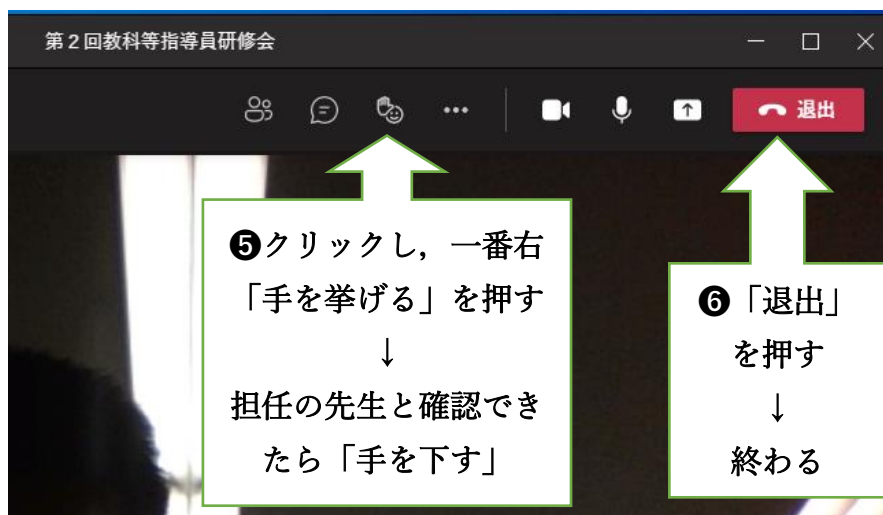 第２回教科等指導員研修会
退出
❺クリックし，一番右
「手を挙げる」を押す
↓
担任の先生と確認でき
たら「手を下す」
❻「退出」
を押す
↓
終わる